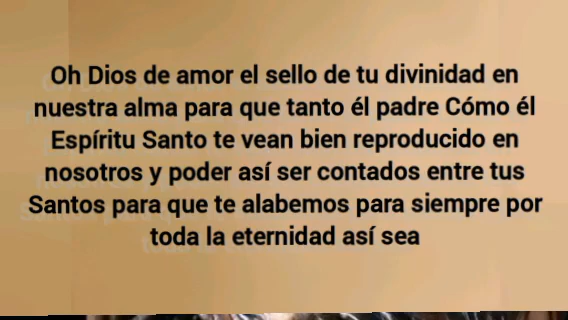 Oh Dios de amor el sello de tu divinidad en
nuestra alma para que tanto él padre Cómo él
Espíritu Santo te vean bien reproducido en
nosotros y poder así ser contados entre tus
Santos para que te alabemos para siempre por
toda la eternidad así sea